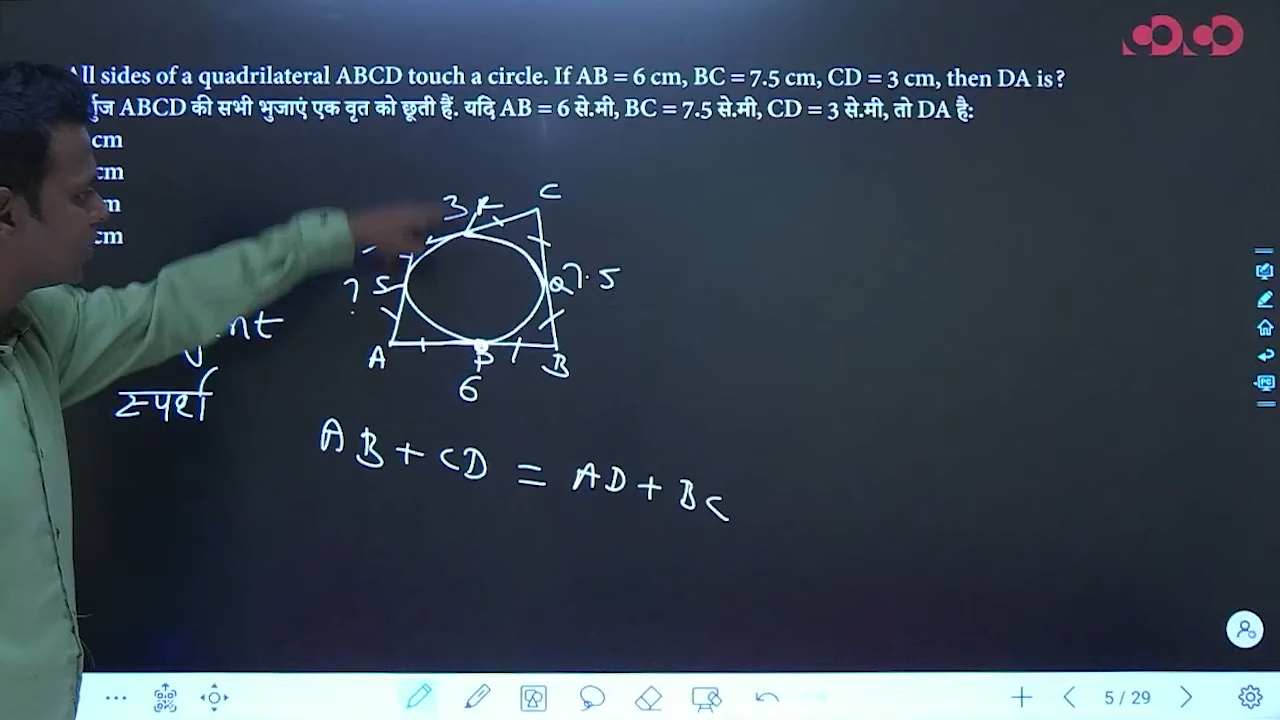 All sides of a quadrilateral ABCD touch a circle. If AB = 6 cm, BC = 7.5 cm, CD = 3 cm, then DA is?
ABCD की सभी भुजाएं एक वृत को छूती हैं. यदि AB = 6 से.मी, BC = 7.5 से.मी, CD = 3 से.मी, तो DA है:
cm
cm
cm
3 R C
? S Q 7.5
A P B
6
स्पर्श
AB + CD = AD + BC
5 / 29